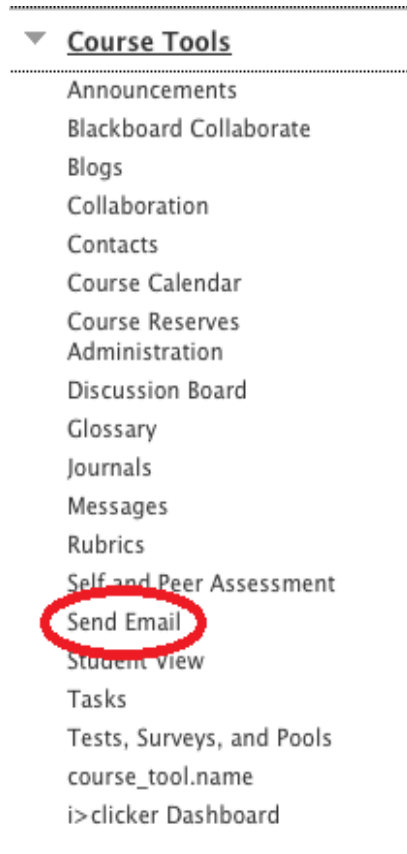 Course Tools
Announcements
Blackboard Collaborate
Blogs
Collaboration
Contacts
Course Calendar
Course Reserves
Administration
Discussion Board
Glossary
Journals
Messages
Rubrics
Self and Peer Assessment
Send Email
Student View
Tasks
Tests, Surveys, and Pools
course_tool.name
i>clicker Dashboard